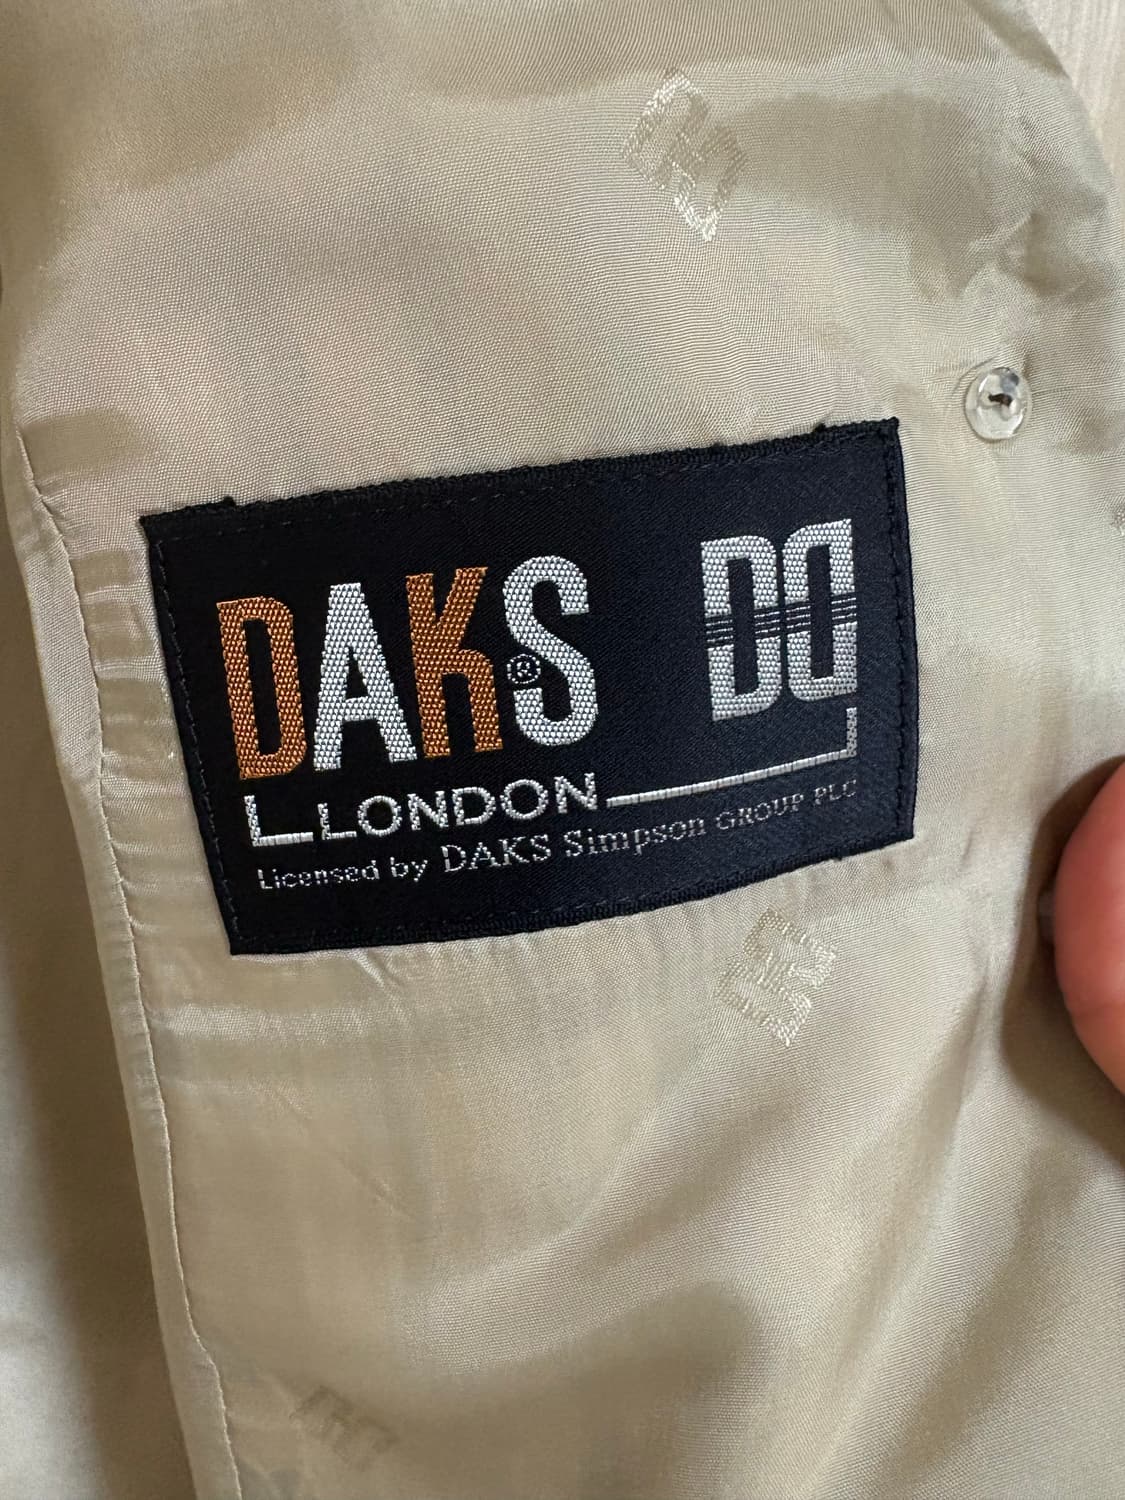 DAKS® DD
LONDON
Licensed by DAKS Simpson GROUP PLC